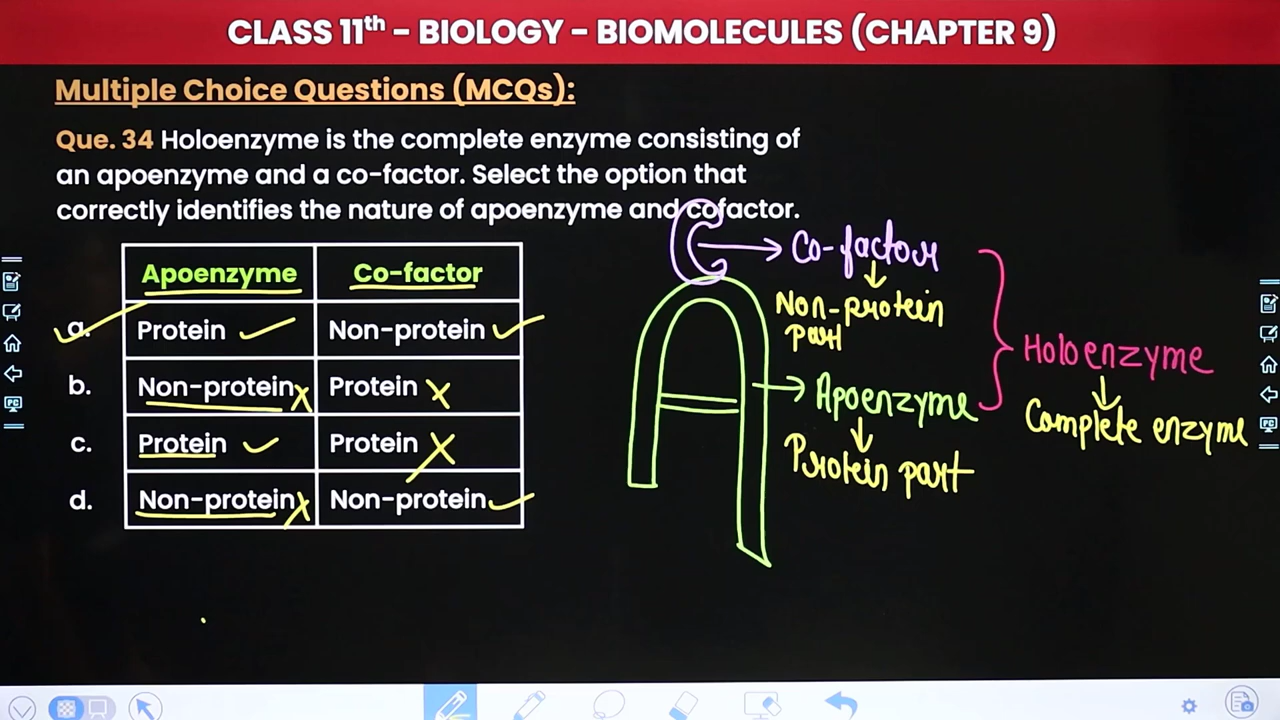 CLASS 11th - BIOLOGY - BIOMOLECULES (CHAPTER 9)
Multiple Choice Questions (MCQs):
Que. 34 Holoenzyme is the complete enzyme consisting of
an apoenzyme and a co-factor. Select the option that
correctly identifies the nature of apoenzyme and cofactor.
Apoenzyme Co-factor
a. Protein Non-protein
b. Non-protein Protein
c. Protein Protein
d. Non-protein Non-protein
Co-factor
Non-protein
part
Apoenzyme
Protein part
Holoenzyme
Complete enzyme
PC
PC